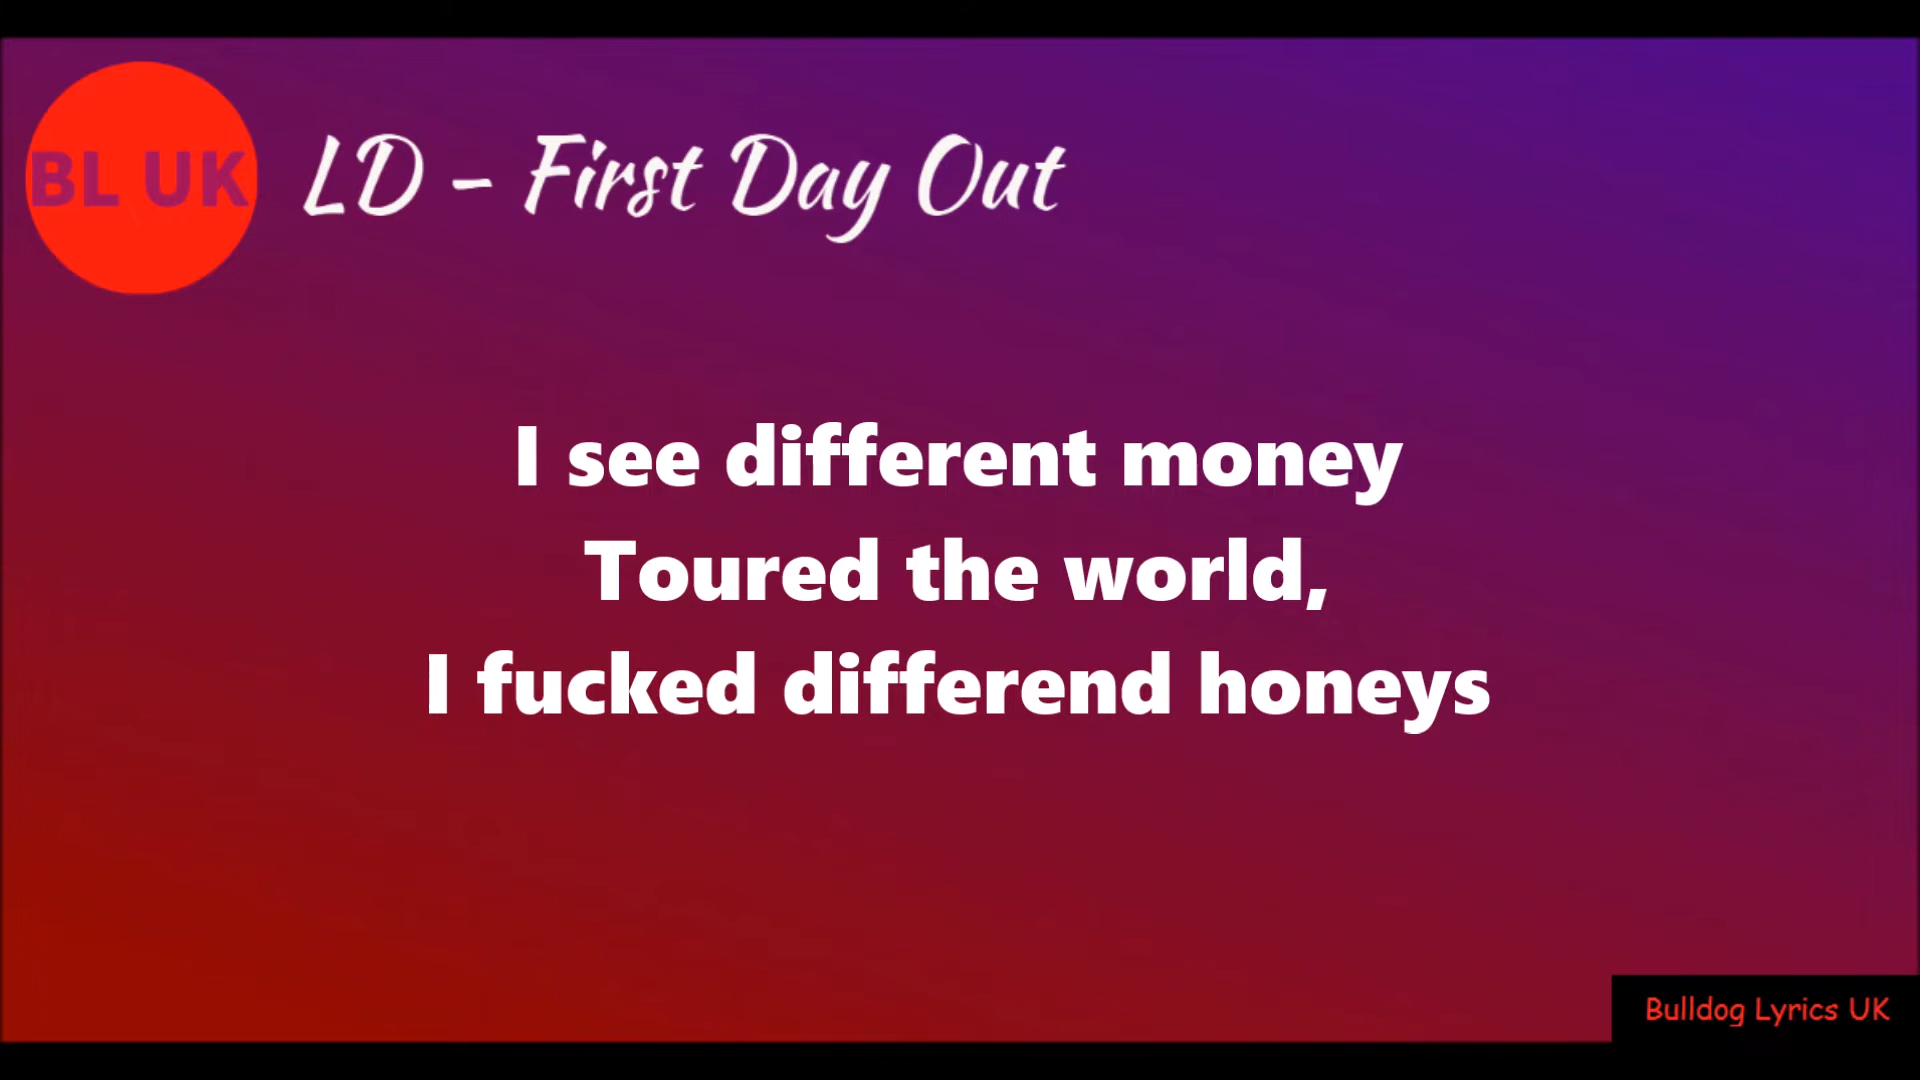 BL UK
LD - First Day Out
I see different money
Toured the world,
I fucked differend honeys
Bulldog Lyrics UK